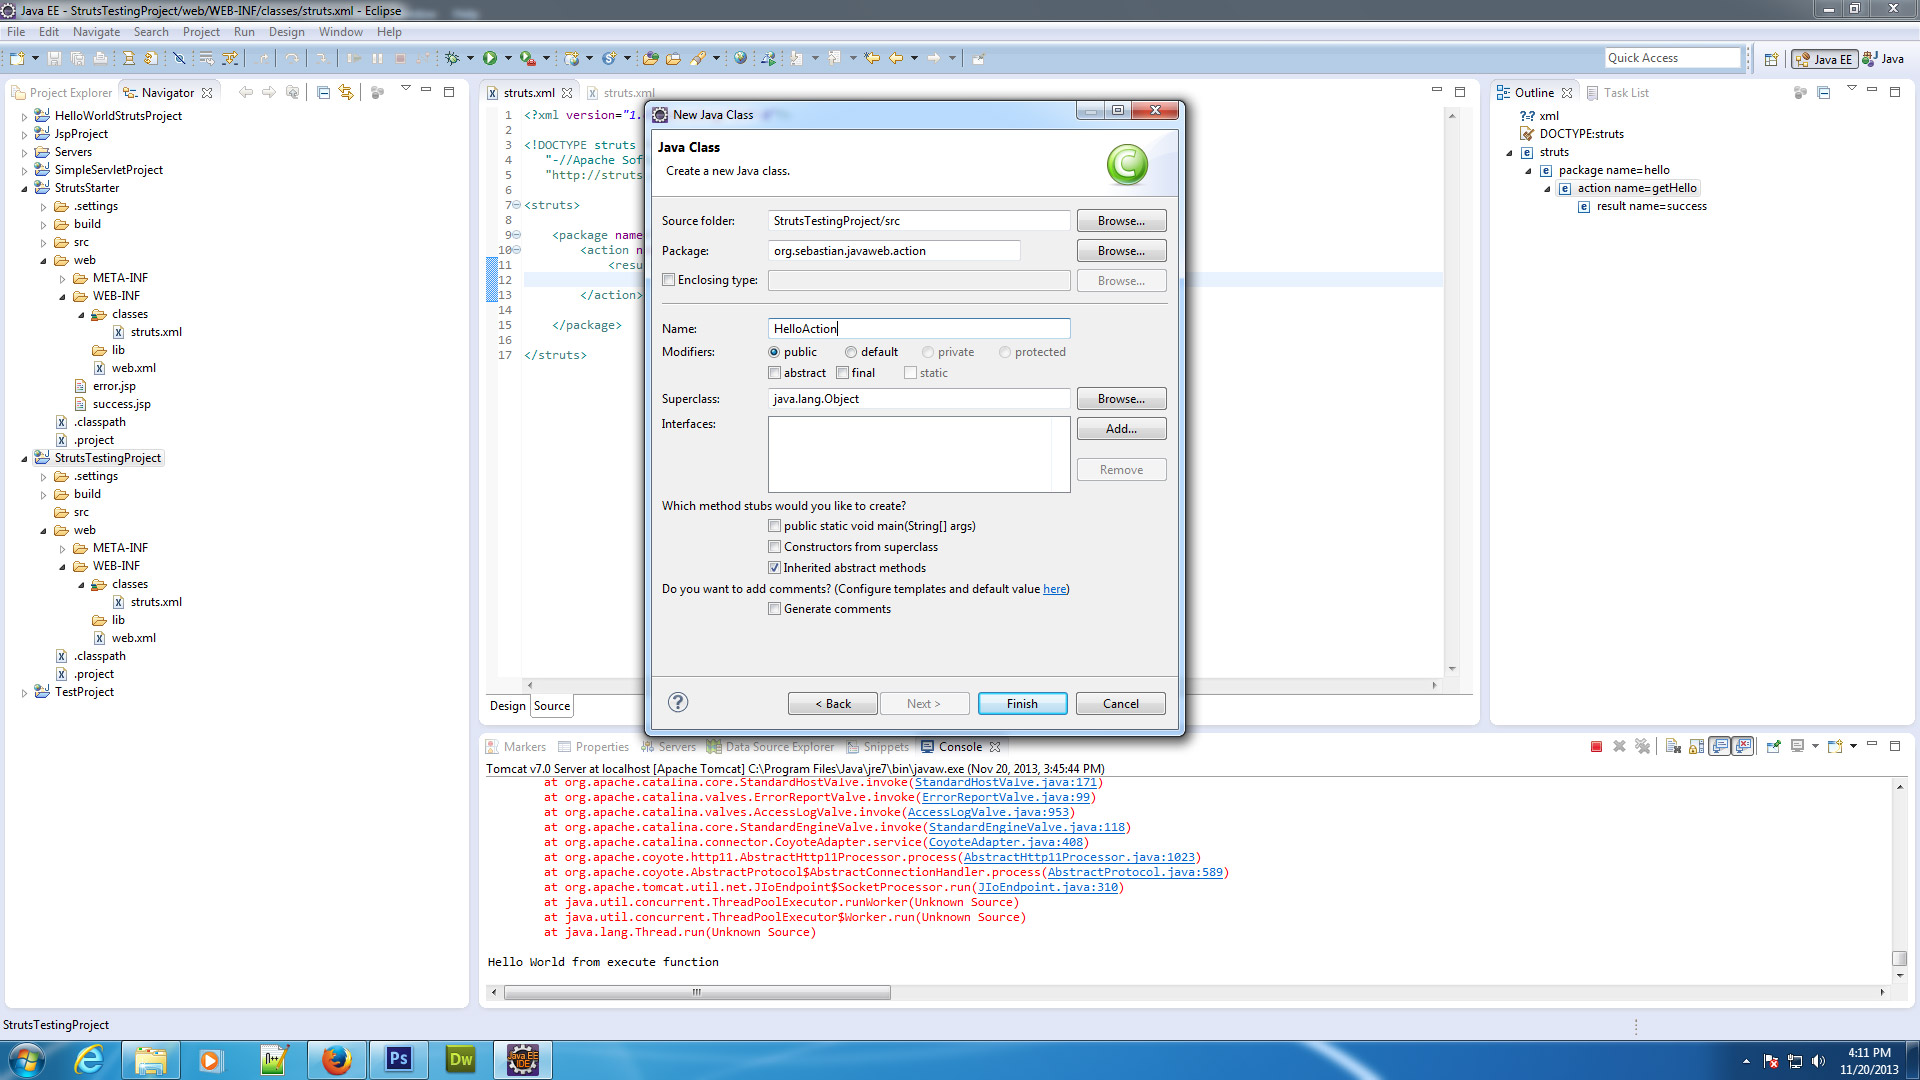 Java EE - StrutsTestingProject/web/WEB-INF/classes/struts.xml - Eclipse
File Edit Navigate Search Project Run Design Window Help
Quick Access
Java EE
Java
Project Explorer
Navigator
HelloWorldStrutsProject
JspProject
Servers
SimpleServletProject
StrutsStarter
.settings
build
src
web
META-INF
WEB-INF
classes
struts.xml
lib
web.xml
error.jsp
success.jsp
.classpath
.project
StrutsTestingProject
.settings
build
src
web
META-INF
WEB-INF
classes
struts.xml
lib
web.xml
.classpath
.project
TestProject
struts.xml
struts.xml
1 <?xml version="1.
2
3 <!DOCTYPE struts
4 "-//Apache Sof
5 "http://struts
6
7 <struts>
8
9 <package name
10 <action n
11 <resu
12
13 </action>
14
15 </package>
16
17 </struts>
Design
Source
New Java Class
Java Class
Create a new Java class.
Source folder: StrutsTestingProject/src Browse...
Package: org.sebastian.javaweb.action Browse...
Enclosing type: Browse...
Name: HelloAction
Modifiers: public default private protected
abstract final static
Superclass: java.lang.Object Browse...
Interfaces: Add...
Remove
Which method stubs would you like to create?
public static void main(String[] args)
Constructors from superclass
Inherited abstract methods
Do you want to add comments? (Configure templates and default value here)
Generate comments
< Back Next > Finish Cancel
Outline
Task List
xml
DOCTYPE:struts
struts
package name=hello
action name=getHello
result name=success
Markers Properties Servers Data Source Explorer Snippets Console
Tomcat v7.0 Server at localhost [Apache Tomcat] C:\Program Files\Java\jre7\bin\javaw.exe (Nov 20, 2013, 3:45:44 PM)
at org.apache.catalina.core.StandardHostValve.invoke(StandardHostValve.java:171)
at org.apache.catalina.valves.ErrorReportValve.invoke(ErrorReportValve.java:99)
at org.apache.catalina.valves.AccessLogValve.invoke(AccessLogValve.java:953)
at org.apache.catalina.core.StandardEngineValve.invoke(StandardEngineValve.java:118)
at org.apache.catalina.connector.CoyoteAdapter.service(CoyoteAdapter.java:408)
at org.apache.coyote.http11.AbstractHttp11Processor.process(AbstractHttp11Processor.java:1023)
at org.apache.coyote.AbstractProtocol$AbstractConnectionHandler.process(AbstractProtocol.java:589)
at org.apache.tomcat.util.net.JIoEndpoint$SocketProcessor.run(JIoEndpoint.java:310)
at java.util.concurrent.ThreadPoolExecutor.runWorker(Unknown Source)
at java.util.concurrent.ThreadPoolExecutor$Worker.run(Unknown Source)
at java.lang.Thread.run(Unknown Source)
Hello World from execute function
StrutsTestingProject
Ps
Dw
Java EE
IDE
4:11 PM
11/20/2013